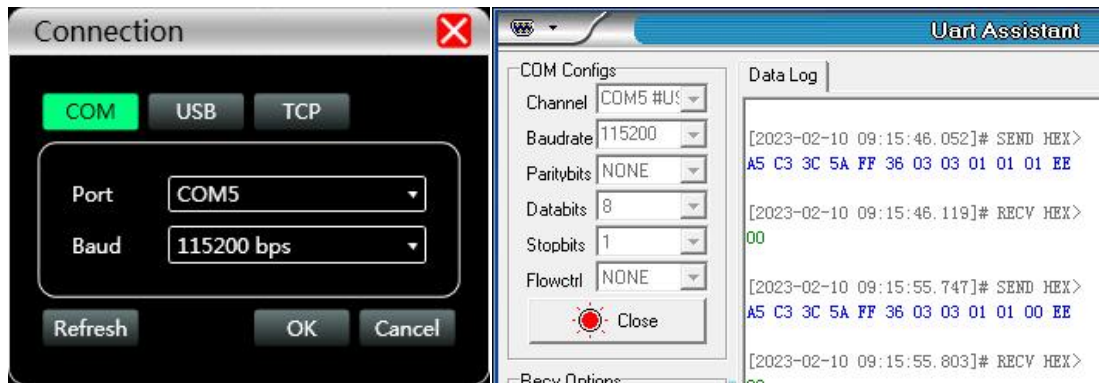 Connection
COM USB TCP
Port COM5
Baud 115200 bps
Refresh OK Cancel
Uart Assistant
COM Configs
Channel COM5 #US
Baudrate 115200
Paritybits NONE
Databits 8
Stopbits 1
Flowctrl NONE
Close
Recv Options
Data Log
[2023-02-10 09:15:46.052]# SEND HEX>
A5 C3 3C 5A FF 36 03 03 01 01 01 EE
[2023-02-10 09:15:46.119]# RECV HEX>
00
[2023-02-10 09:15:55.747]# SEND HEX>
A5 C3 3C 5A FF 36 03 03 01 01 00 EE
[2023-02-10 09:15:55.803]# RECV HEX>